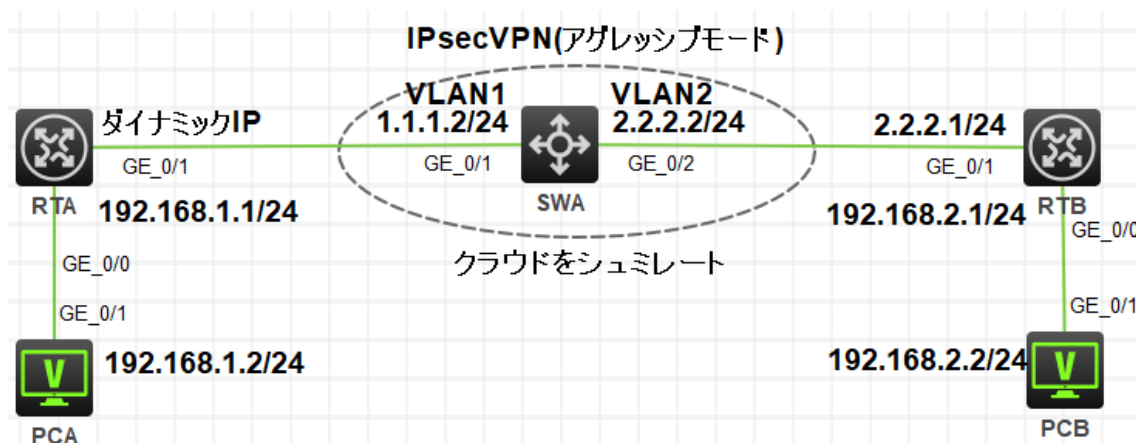 IPsecVPN(アグレッシブモード)
VLAN1
VLAN2
ダイナミックIP
1.1.1.2/24
2.2.2.2/24
2.2.2.1/24
GE_0/1
GE_0/1
GE_0/2
GE_0/1
RTA
192.168.1.1/24
SWA
192.168.2.1/24
RTB
GE_0/0
クラウドをシュミレート
GE_0/0
GE_0/1
GE_0/1
V
192.168.1.2/24
192.168.2.2/24
V
PCA
PCB